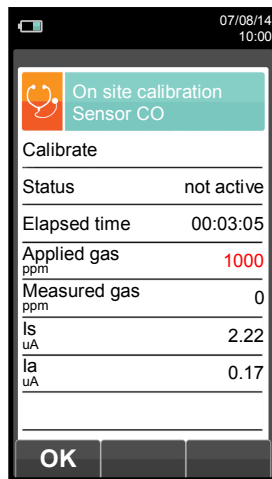 07/08/14
10:00
On site calibration
Sensor CO
Calibrate
Status not active
Elapsed time 00:03:05
Applied gas 1000
ppm
Measured gas 0
ppm
Is 2.22
uA
Ia 0.17
uA
OK